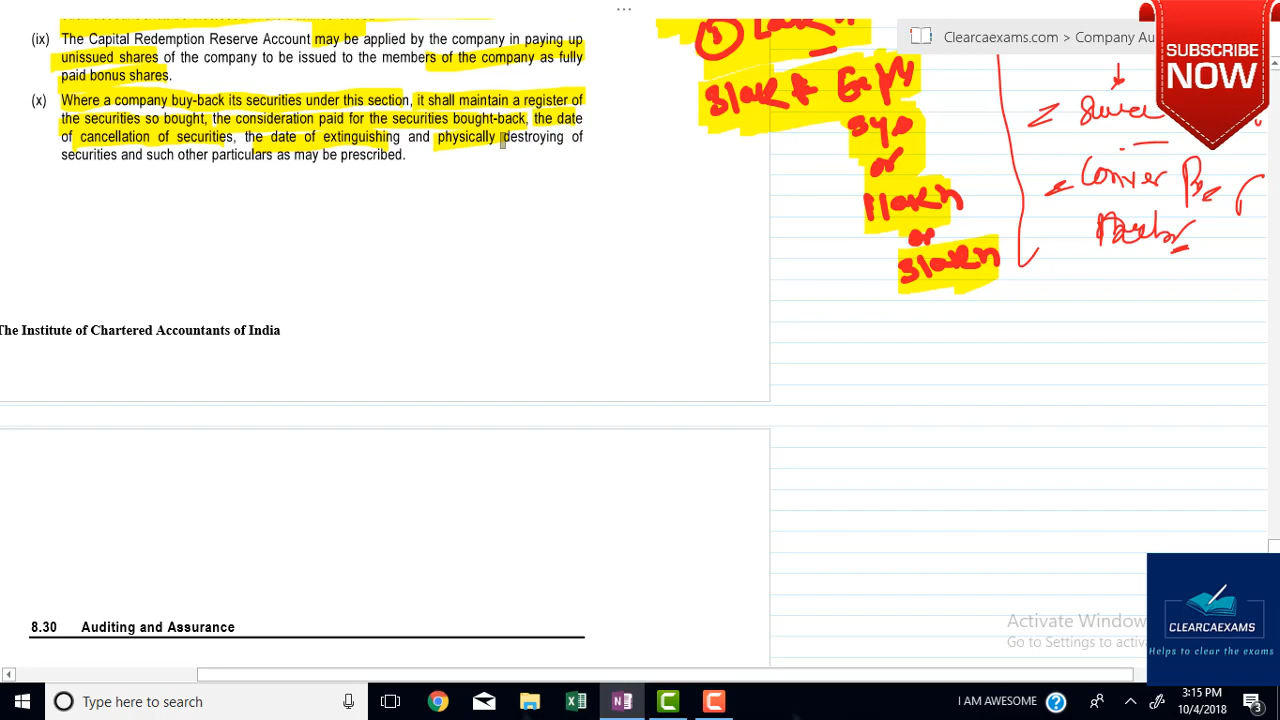 (ix) The Capital Redemption Reserve Account may be applied by the company in paying up
unissued shares of the company to be issued to the members of the company as fully
paid bonus shares.
(x) Where a company buy-back its securities under this section, it shall maintain a register of
the securities so bought, the consideration paid for the securities bought-back, the date
of cancellation of securities, the date of extinguishing and physically destroying of
securities and such other particulars as may be prescribed.
The Institute of Chartered Accountants of India
8.30 Auditing and Assurance
or
or
Clearcaexams.com > Company Au
SUBSCRIBE
NOW
Activate Window
Go to Settings to activ
CLEARCAEXAMS
Helps to clear the exams
Type here to search
I AM AWESOME
3:15 PM
10/4/2018
3